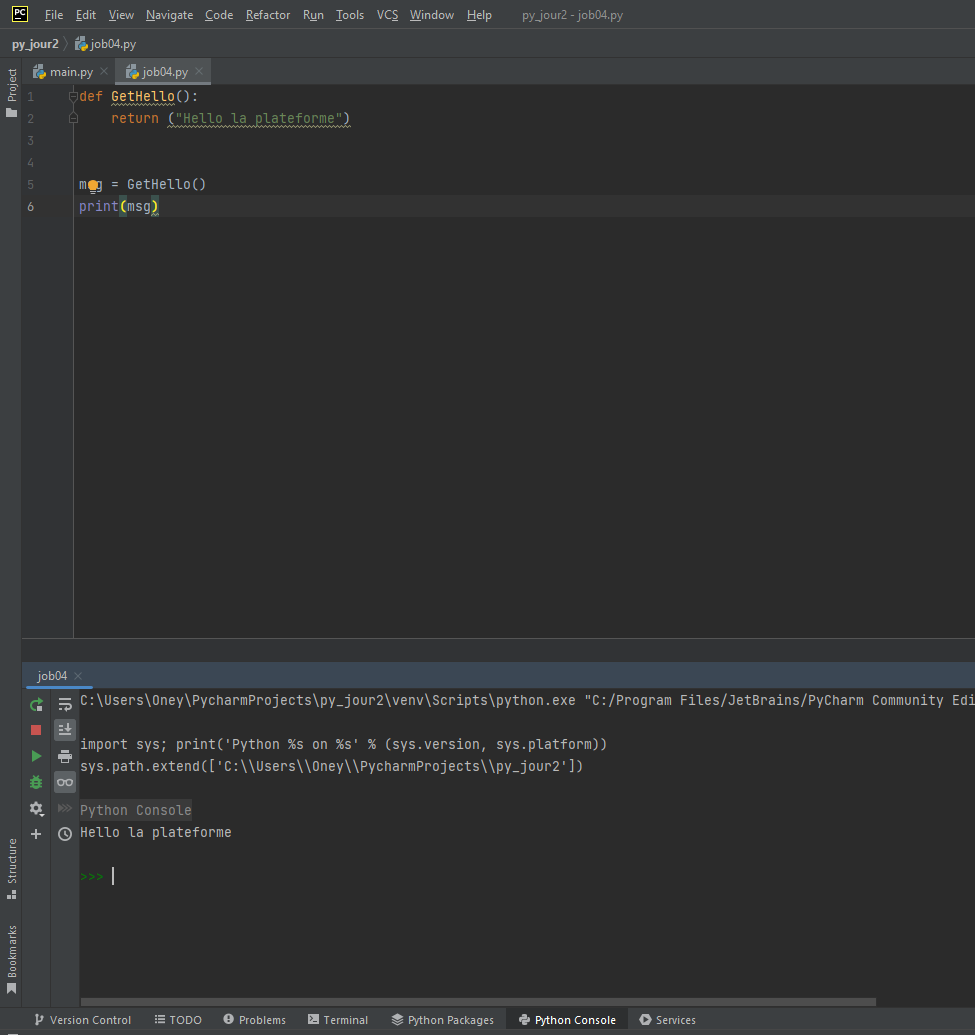 PC File Edit View Navigate Code Refactor Run Tools VCS Window Help py_jour2 - job04.py
py_jour2 job04.py
Project
main.py job04.py
1 def GetHello():
2 return ("Hello la plateforme")
3
4
5 msg = GetHello()
6 print(msg)
job04
C:\Users\Oney\PycharmProjects\py_jour2\venv\Scripts\python.exe "C:/Program Files/JetBrains/PyCharm Community Edi
import sys; print('Python %s on %s' % (sys.version, sys.platform))
sys.path.extend(['C:\\Users\\Oney\\PycharmProjects\\py_jour2'])
Python Console
Hello la plateforme
>>>
Structure
Bookmarks
Version Control TODO Problems Terminal Python Packages Python Console Services